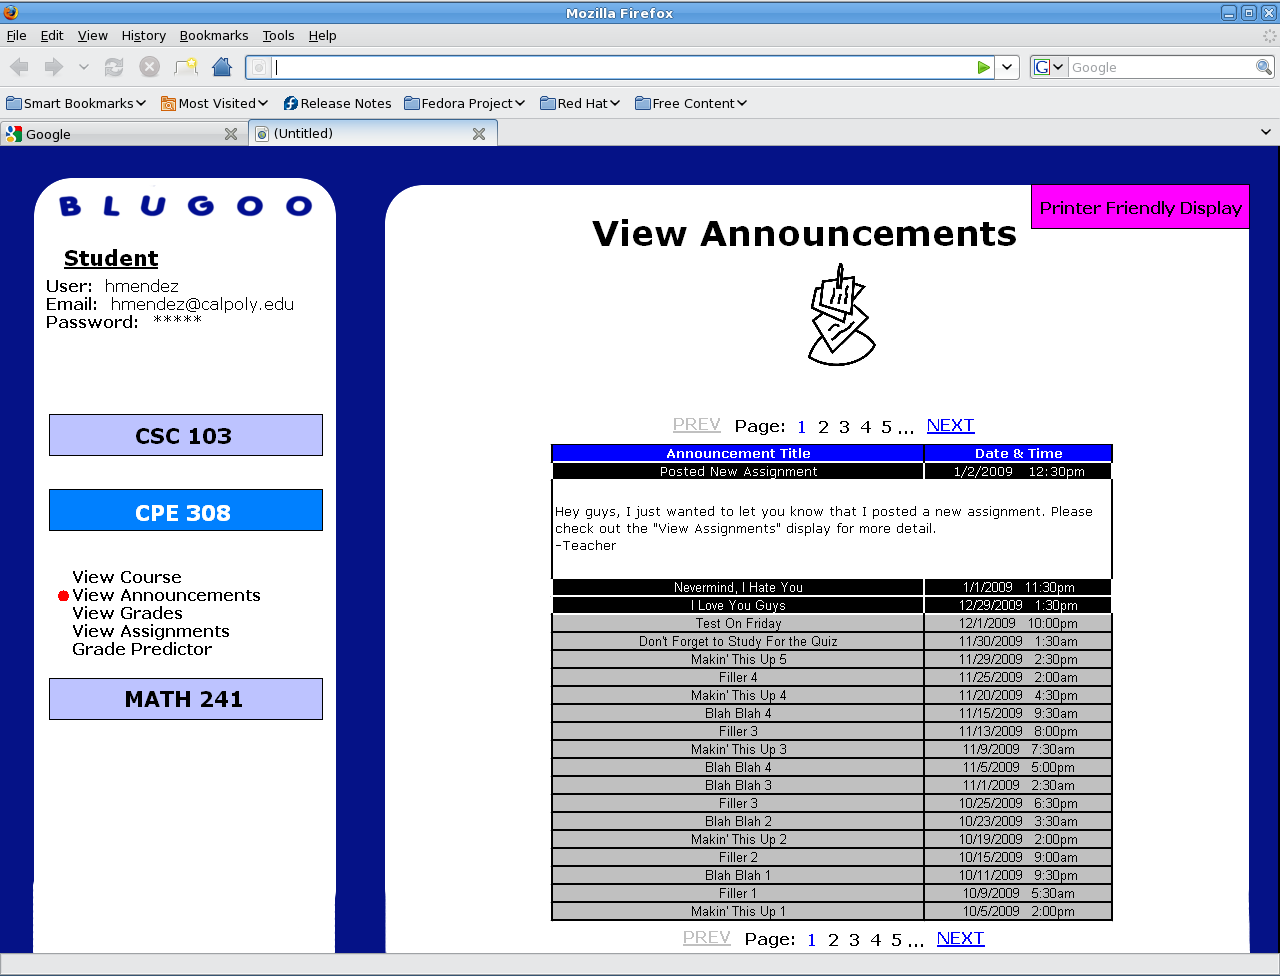 Mozilla Firefox
File Edit View History Bookmarks Tools Help
G Google
Smart Bookmarks Most Visited Release Notes Fedora Project Red Hat Free Content
Google (Untitled)
BLUGOO
Student
User: hmendez
Email: hmendez@calpoly.edu
Password: *****
CSC 103
CPE 308
View Course
View Announcements
View Grades
View Assignments
Grade Predictor
MATH 241
Printer Friendly Display
View Announcements
PREV Page: 1 2 3 4 5 ... NEXT
Announcement Title Date & Time
Posted New Assignment 1/2/2009 12:30pm
Hey guys, I just wanted to let you know that I posted a new assignment. Please
check out the "View Assignments" display for more detail.
-Teacher
Nevermind, I Hate You 1/1/2009 11:30pm
I Love You Guys 12/29/2009 1:30pm
Test On Friday 12/1/2009 10:00pm
Don't Forget to Study For the Quiz 11/30/2009 1:30am
Makin' This Up 5 11/29/2009 2:30pm
Filler 4 11/25/2009 2:00am
Makin' This Up 4 11/20/2009 4:30pm
Blah Blah 4 11/15/2009 9:30am
Filler 3 11/13/2009 8:00pm
Makin' This Up 3 11/9/2009 7:30am
Blah Blah 4 11/5/2009 5:00pm
Blah Blah 3 11/1/2009 2:30am
Filler 3 10/25/2009 6:30pm
Blah Blah 2 10/23/2009 3:30am
Makin' This Up 2 10/19/2009 2:00pm
Filler 2 10/15/2009 9:00am
Blah Blah 1 10/11/2009 9:30pm
Filler 1 10/9/2009 5:30am
Makin' This Up 1 10/5/2009 2:00pm
PREV Page: 1 2 3 4 5 ... NEXT